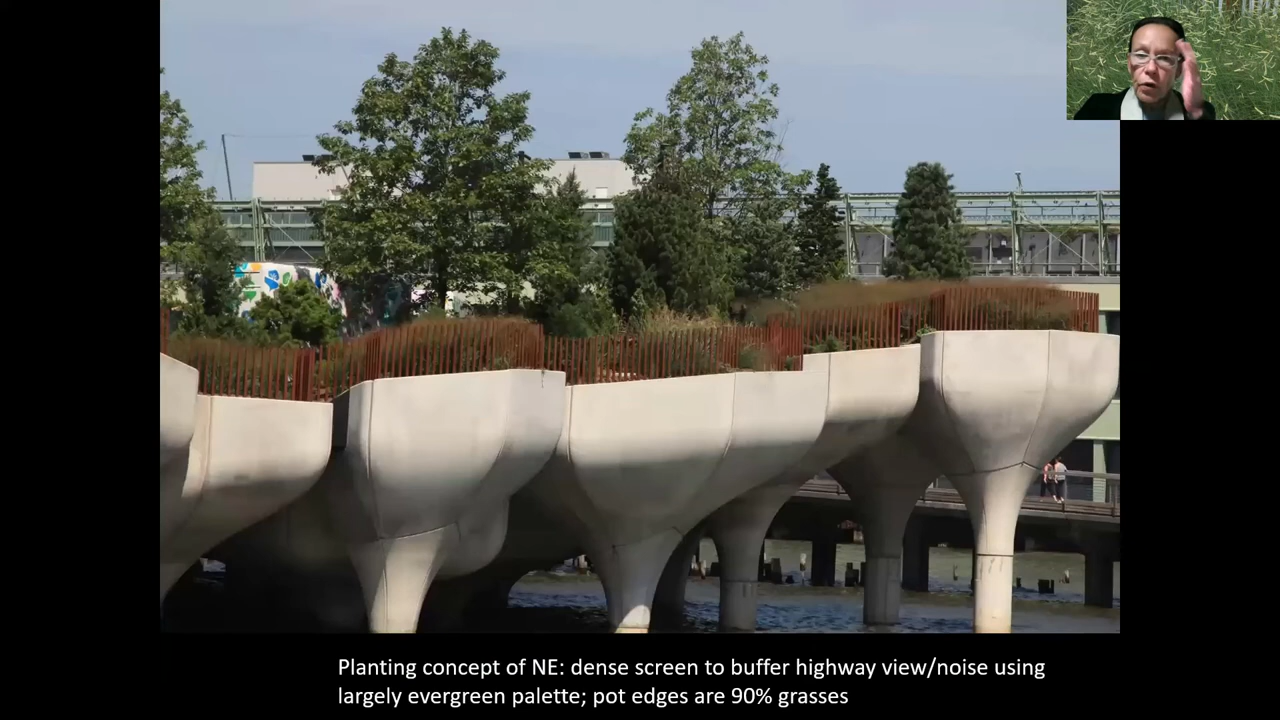 Planting concept of NE: dense screen to buffer highway view/noise using
largely evergreen palette; pot edges are 90% grasses